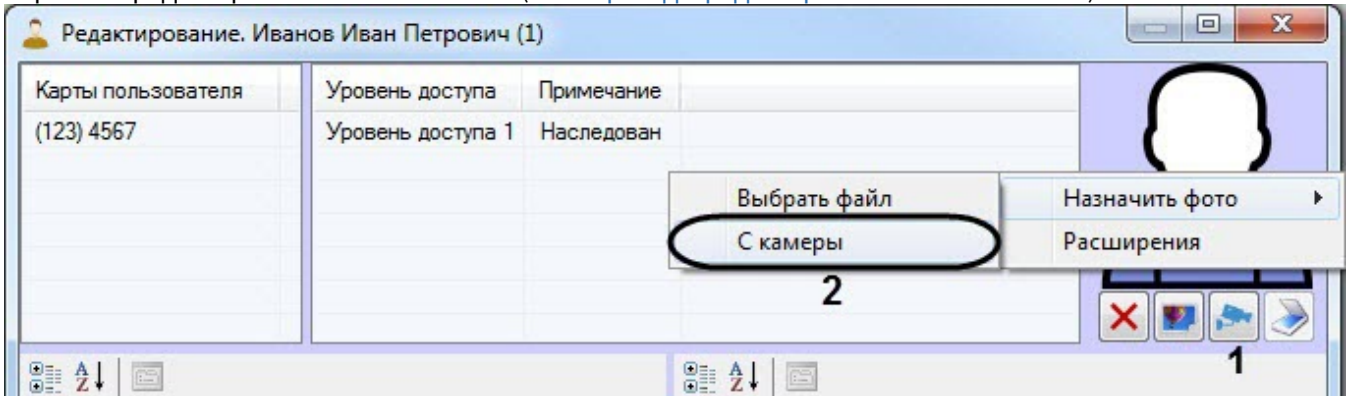 Редактирование. Иванов Иван Петрович (1)
Карты пользователя
Уровень доступа
Примечание
(123) 4567
Уровень доступа 1
Наследован
Выбрать файл
Назначить фото
С камеры
Расширения
2
1